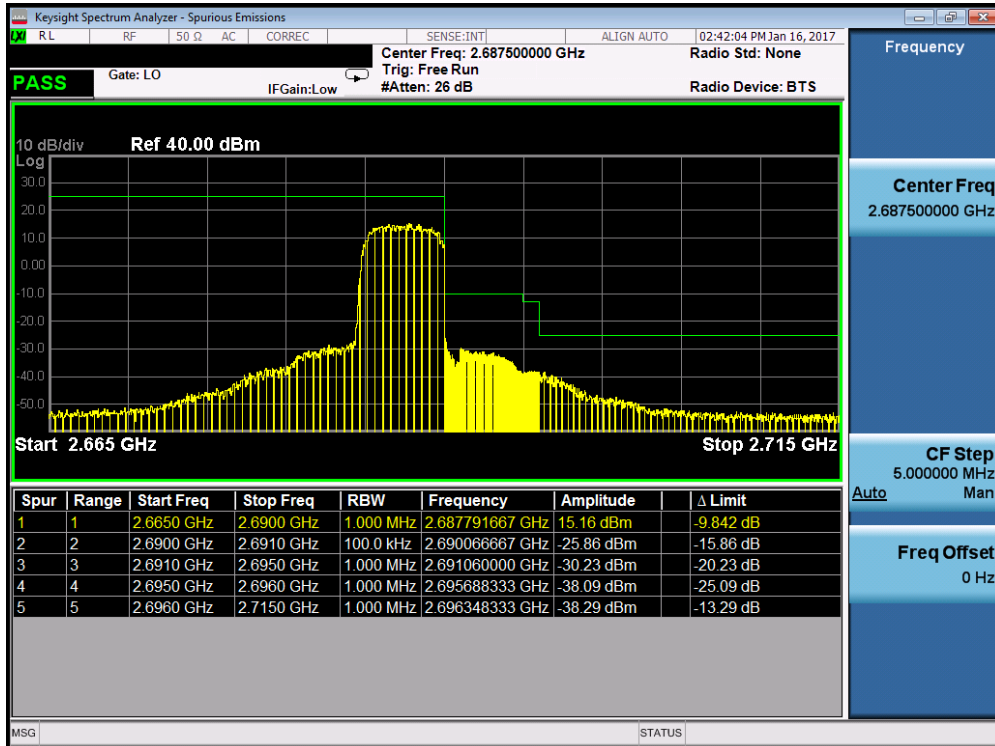 Keysight Spectrum Analyzer - Spurious Emissions
LXI RL RF 50 Ω AC CORREC SENSE:INT ALIGN AUTO 02:42:04 PM Jan 16, 2017
Center Freq: 2.687500000 GHz Radio Std: None
PASS Gate: LO Trig: Free Run
IFGain:Low #Atten: 26 dB Radio Device: BTS
Frequency
10 dB/div Ref 40.00 dBm
Log
30.0
20.0
10.0
0.00
-10.0
-20.0
-30.0
-40.0
-50.0
Start 2.665 GHz Stop 2.715 GHz
Center Freq
2.687500000 GHz
CF Step
5.000000 MHz
Auto Man
Freq Offset
0 Hz
Spur Range Start Freq Stop Freq RBW Frequency Amplitude Δ Limit
1 1 2.6650 GHz 2.6900 GHz 1.000 MHz 2.687791667 GHz 15.16 dBm -9.842 dB
2 2 2.6900 GHz 2.6910 GHz 100.0 kHz 2.690066667 GHz -25.86 dBm -15.86 dB
3 3 2.6910 GHz 2.6950 GHz 1.000 MHz 2.691060000 GHz -30.23 dBm -20.23 dB
4 4 2.6950 GHz 2.6960 GHz 1.000 MHz 2.695688333 GHz -38.09 dBm -25.09 dB
5 5 2.6960 GHz 2.7150 GHz 1.000 MHz 2.696348333 GHz -38.29 dBm -13.29 dB
MSG STATUS